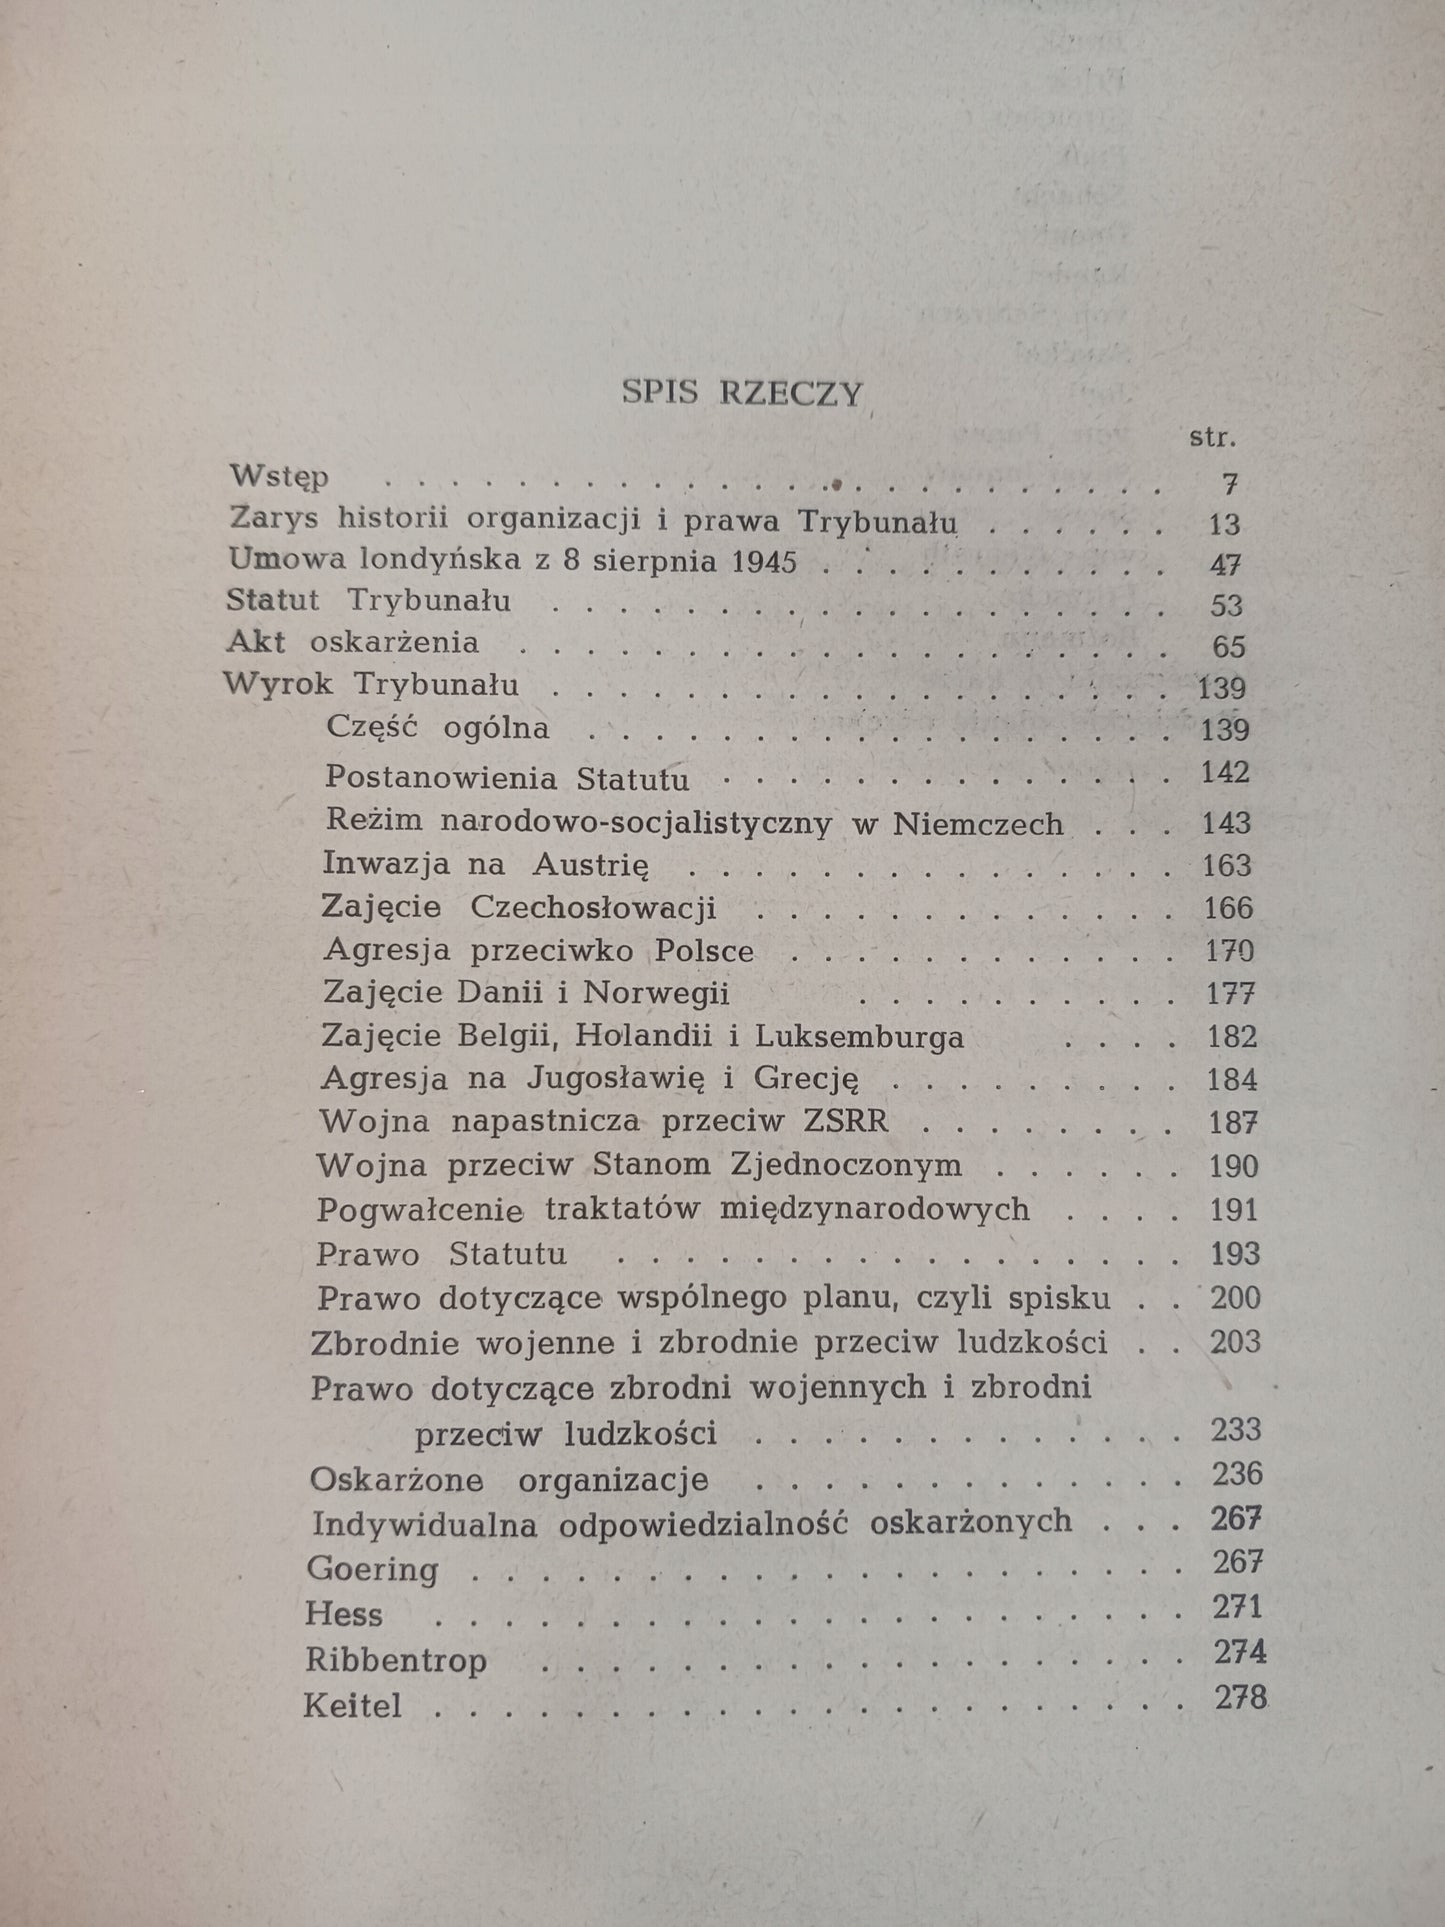 SPIS RZECZY
str.
Wstęp . . . . . . . . . . . . . . . . . . . . . . . . 7
Zarys historii organizacji i prawa Trybunału . . . . . . 13
Umowa londyńska z 8 sierpnia 1945 . . . . . . . . . . . 47
Statut Trybunału . . . . . . . . . . . . . . . . . . . 53
Akt oskarżenia . . . . . . . . . . . . . . . . . . . . 65
Wyrok Trybunału . . . . . . . . . . . . . . . . . . . 139
Część ogólna . . . . . . . . . . . . . . . . . . 139
Postanowienia Statutu . . . . . . . . . . . . . . 142
Reżim narodowo-socjalistyczny w Niemczech . . . 143
Inwazja na Austrię . . . . . . . . . . . . . . . 163
Zajęcie Czechosłowacji . . . . . . . . . . . . . 166
Agresja przeciwko Polsce . . . . . . . . . . . . 170
Zajęcie Danii i Norwegii . . . . . . . . . . 177
Zajęcie Belgii, Holandii i Luksemburga . . . . 182
Agresja na Jugosławię i Grecję . . . . . . . . . 184
Wojna napastnicza przeciw ZSRR . . . . . . . . 187
Wojna przeciw Stanom Zjednoczonym . . . . . . 190
Pogwałcenie traktatów międzynarodowych . . . . 191
Prawo Statutu . . . . . . . . . . . . . . . . . 193
Prawo dotyczące wspólnego planu, czyli spisku . . 200
Zbrodnie wojenne i zbrodnie przeciw ludzkości . . 203
Prawo dotyczące zbrodni wojennych i zbrodni
przeciw ludzkości . . . . . . . . . . . . . 233
Oskarżone organizacje . . . . . . . . . . . . . 236
Indywidualna odpowiedzialność oskarżonych . . . 267
Goering . . . . . . . . . . . . . . . . . . . . . 267
Hess . . . . . . . . . . . . . . . . . . . . . . 271
Ribbentrop . . . . . . . . . . . . . . . . . . . 274
Keitel . . . . . . . . . . . . . . . . . . . . . . 278